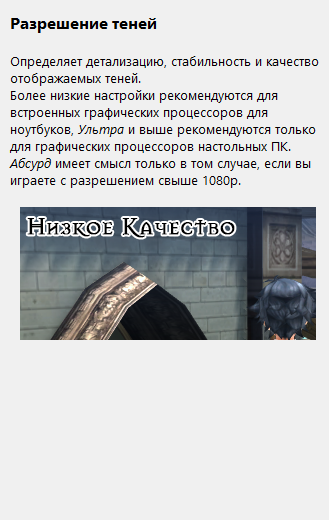 Разрешение теней
Определяет детализацию, стабильность и качество
отображаемых теней.
Более низкие настройки рекомендуются для
встроенных графических процессоров для
ноутбуков, Ультра и выше рекомендуются только
для графических процессоров настольных ПК.
Абсурд имеет смысл только в том случае, если вы
играете с разрешением свыше 1080p.
Низкое Качество